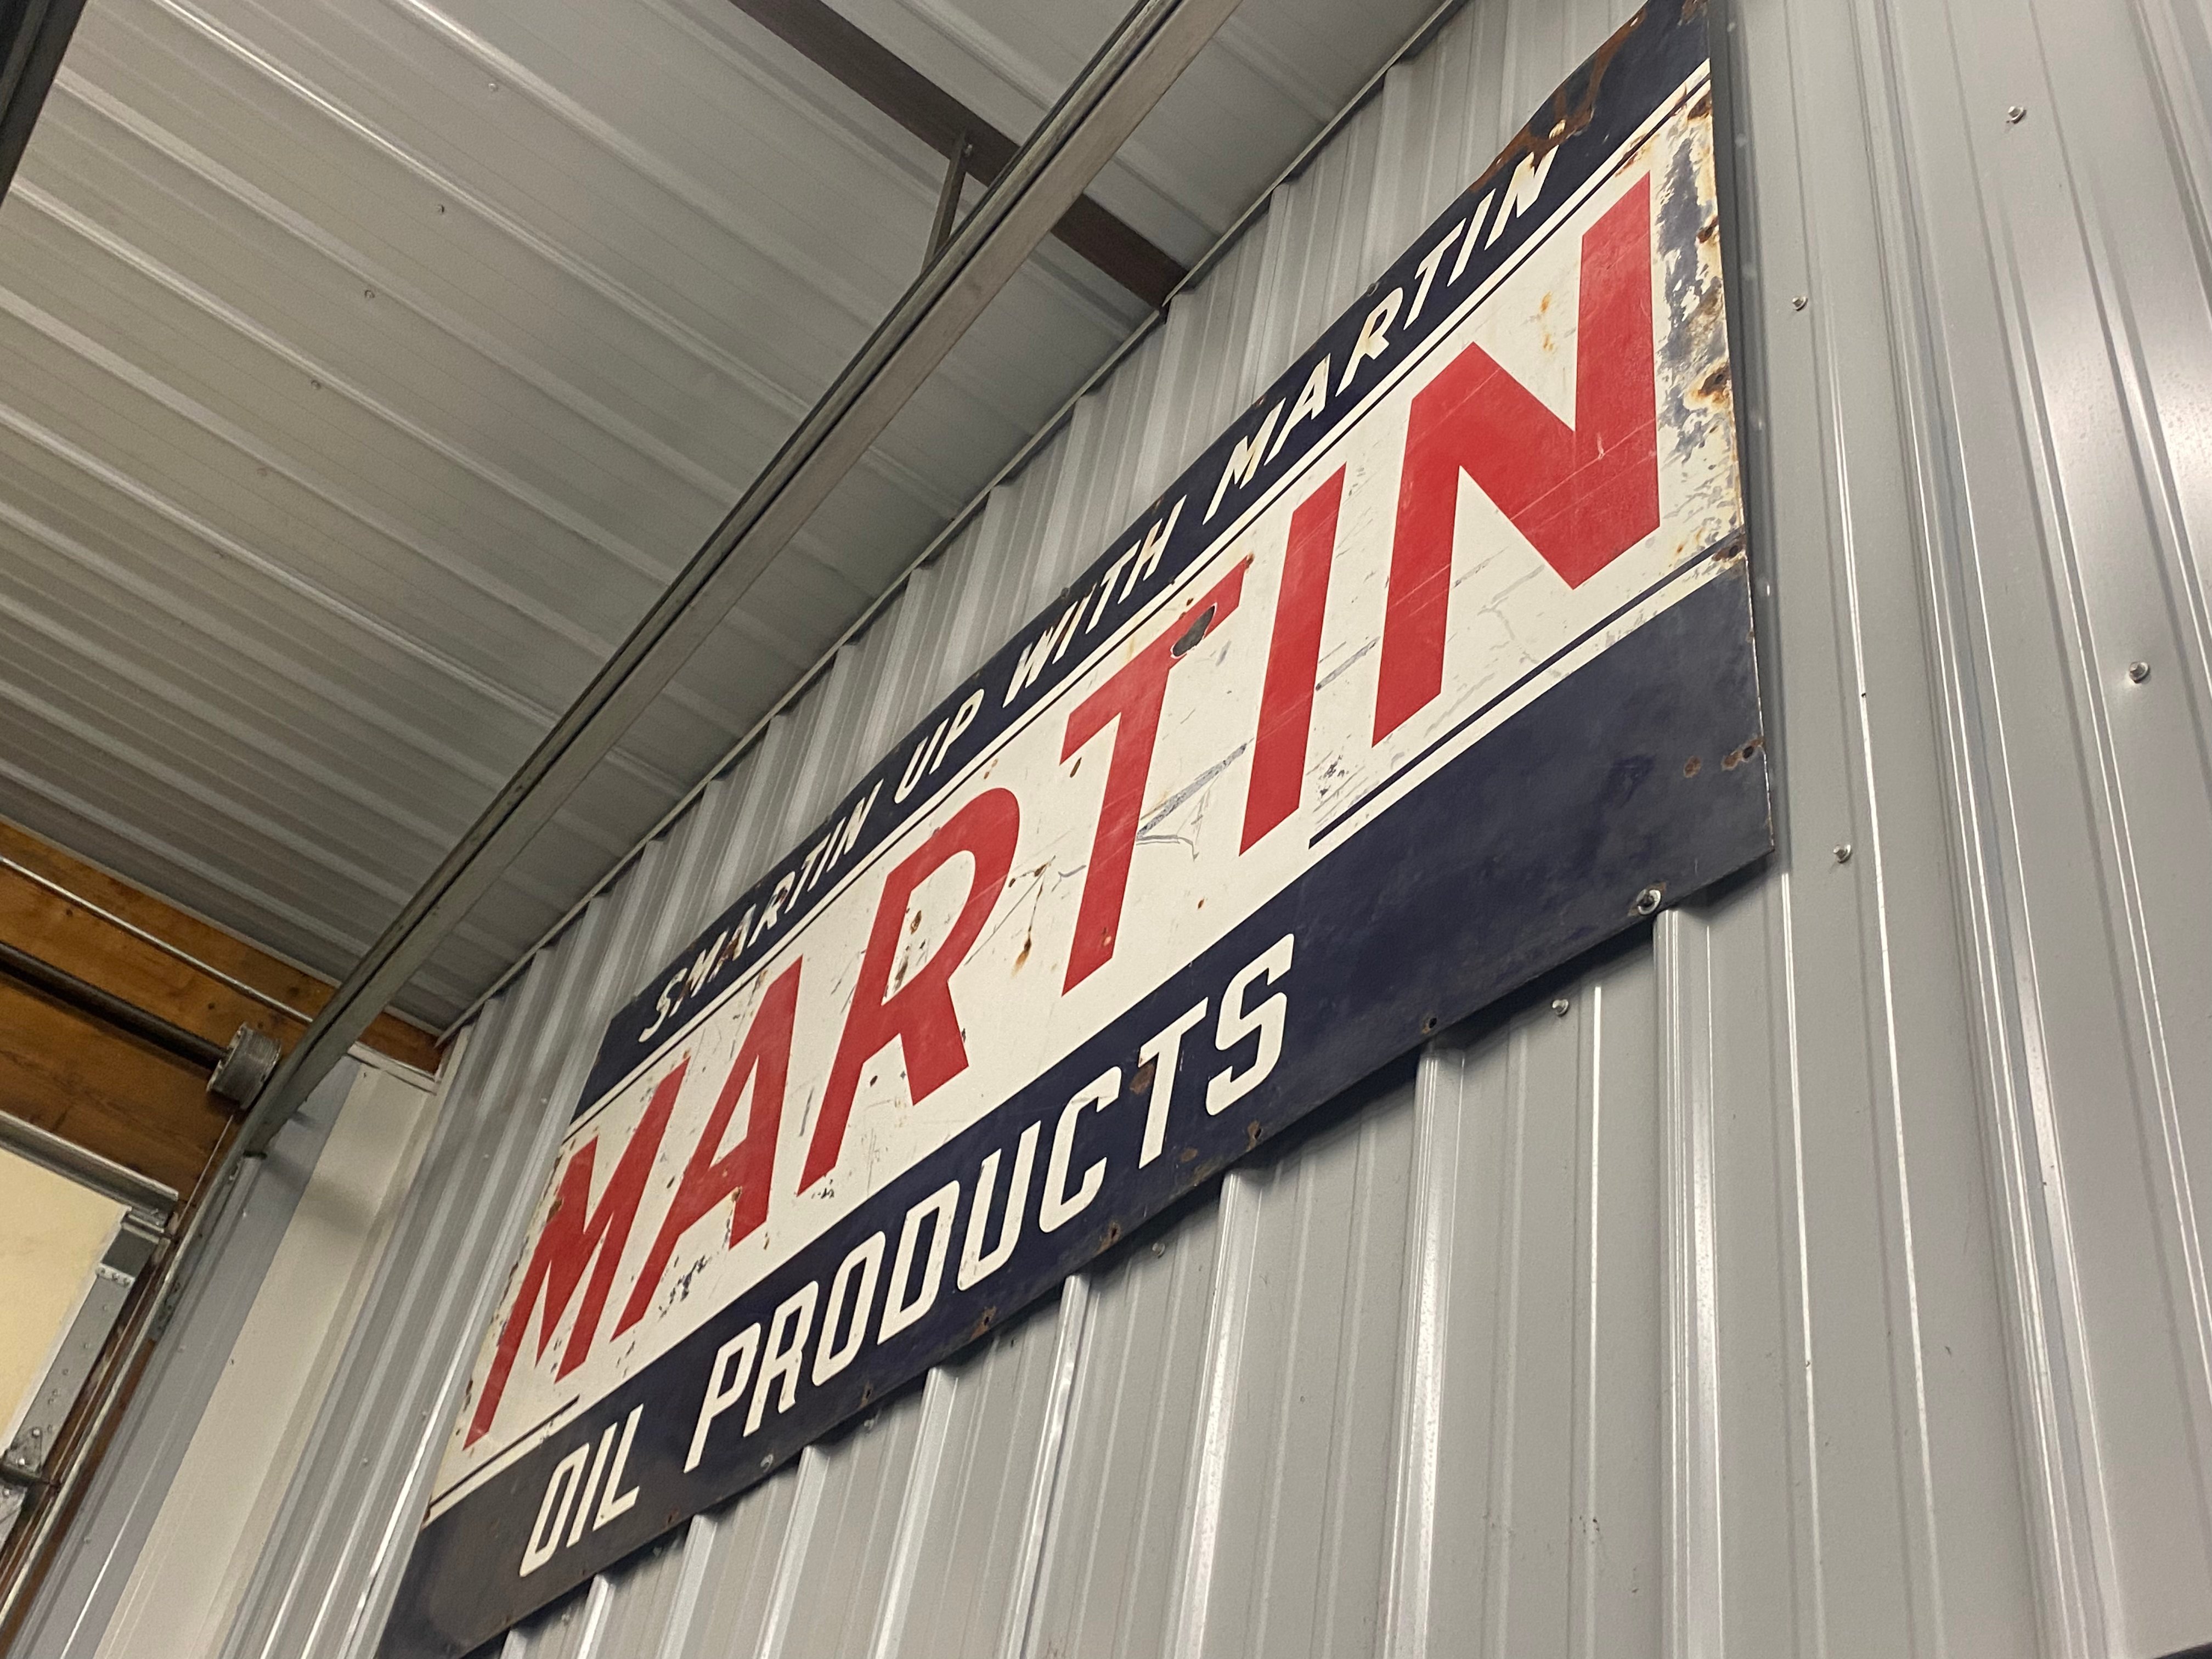 SMARTIN UP WITH MARTIN
MARTIN
OIL PRODUCTS